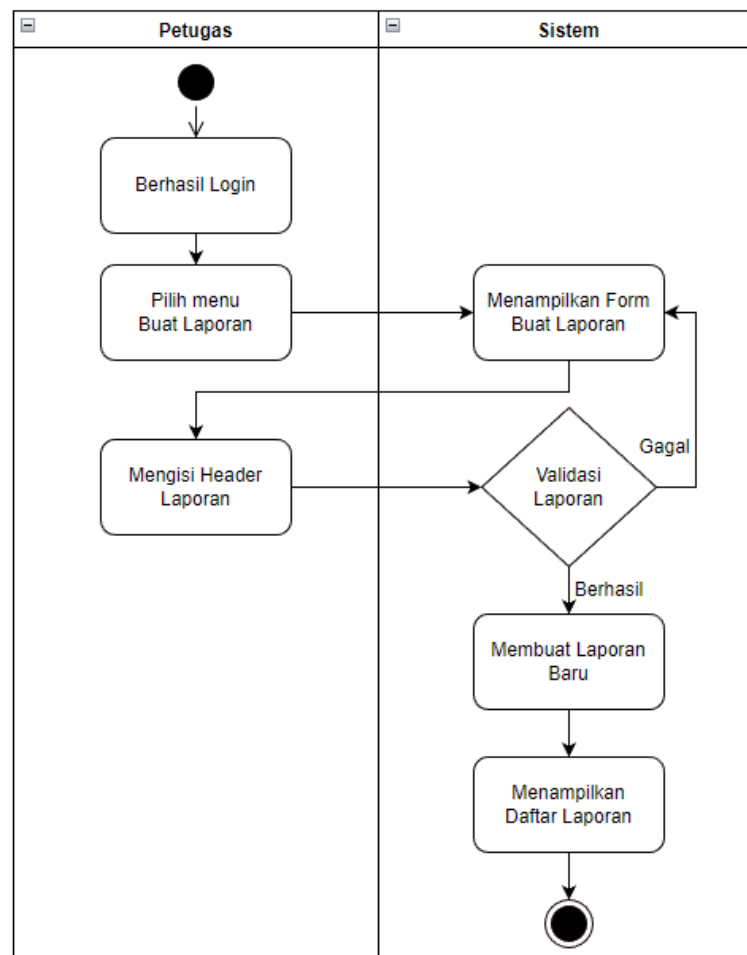 Petugas
Sistem
Berhasil Login
Pilih menu
Buat Laporan
Menampilkan Form
Buat Laporan
Mengisi Header
Laporan
Validasi
Laporan
Gagal
Berhasil
Membuat Laporan
Baru
Menampilkan
Daftar Laporan